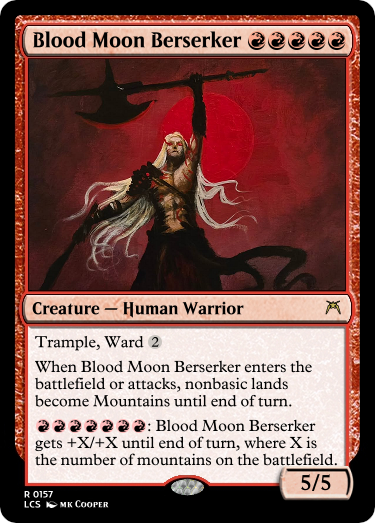 Blood Moon Berserker
Creature — Human Warrior
Trample, Ward 2
When Blood Moon Berserker enters the
battlefield or attacks, nonbasic lands
become Mountains until end of turn.
: Blood Moon Berserker
gets +X/+X until end of turn, where X is
the number of mountains on the battlefield.
5/5
R 0157
LCS MK COOPER